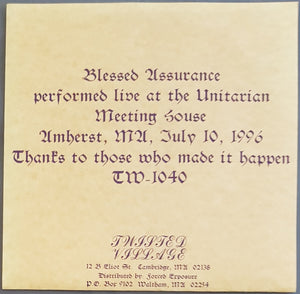 Blessed Assurance
performed live at the Unitarian
Meeting House
Amherst, MA, July 10, 1996
Thanks to those who made it happen
TW-1040
TWISTED
VILLAGE
12 B Eliot St. Cambridge, MA 02138
Distributed by Forced Exposure
P.O. Box 9102 Waltham, MA 02254